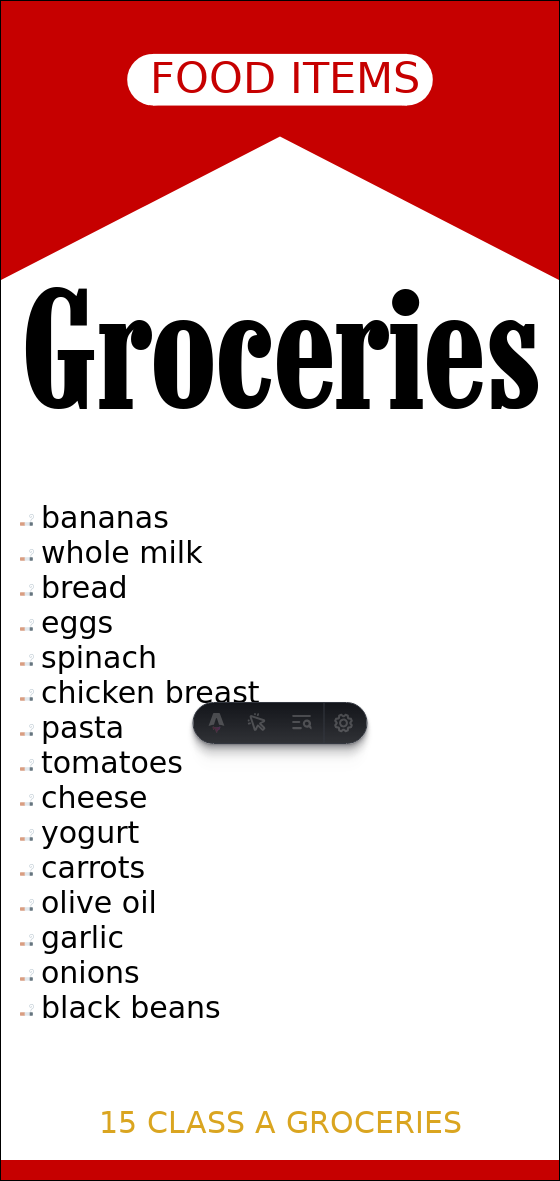 FOOD ITEMS
Groceries
bananas
whole milk
bread
eggs
spinach
chicken breast
pasta
tomatoes
cheese
yogurt
carrots
olive oil
garlic
onions
black beans
15 CLASS A GROCERIES